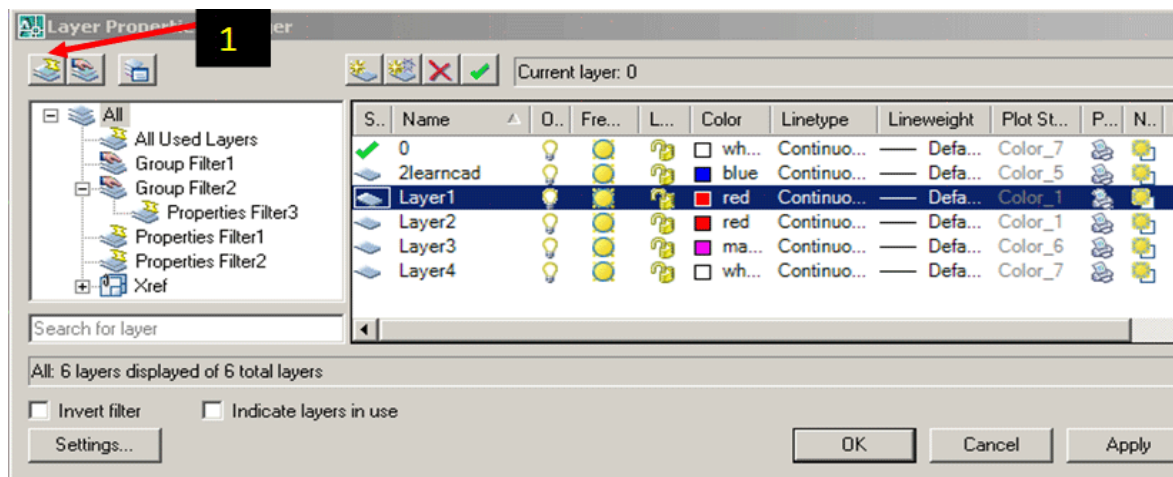 Layer Properti er
1
Current layer: 0
All
All Used Layers
Group Filter1
Group Filter2
Properties Filter3
Properties Filter1
Properties Filter2
Xref
Search for layer
S.. Name O.. Fre... L... Color Linetype Lineweight Plot St... P... N..
0 wh... Continuo... Defa... Color_7
2learncad blue Continuo... Defa... Color_5
Layer1 red Continuo... Defa... Color_1
Layer2 red Continuo... Defa... Color_1
Layer3 ma... Continuo... Defa... Color_6
Layer4 wh... Continuo... Defa... Color_7
All: 6 layers displayed of 6 total layers
Invert filter Indicate layers in use
Settings... OK Cancel Apply